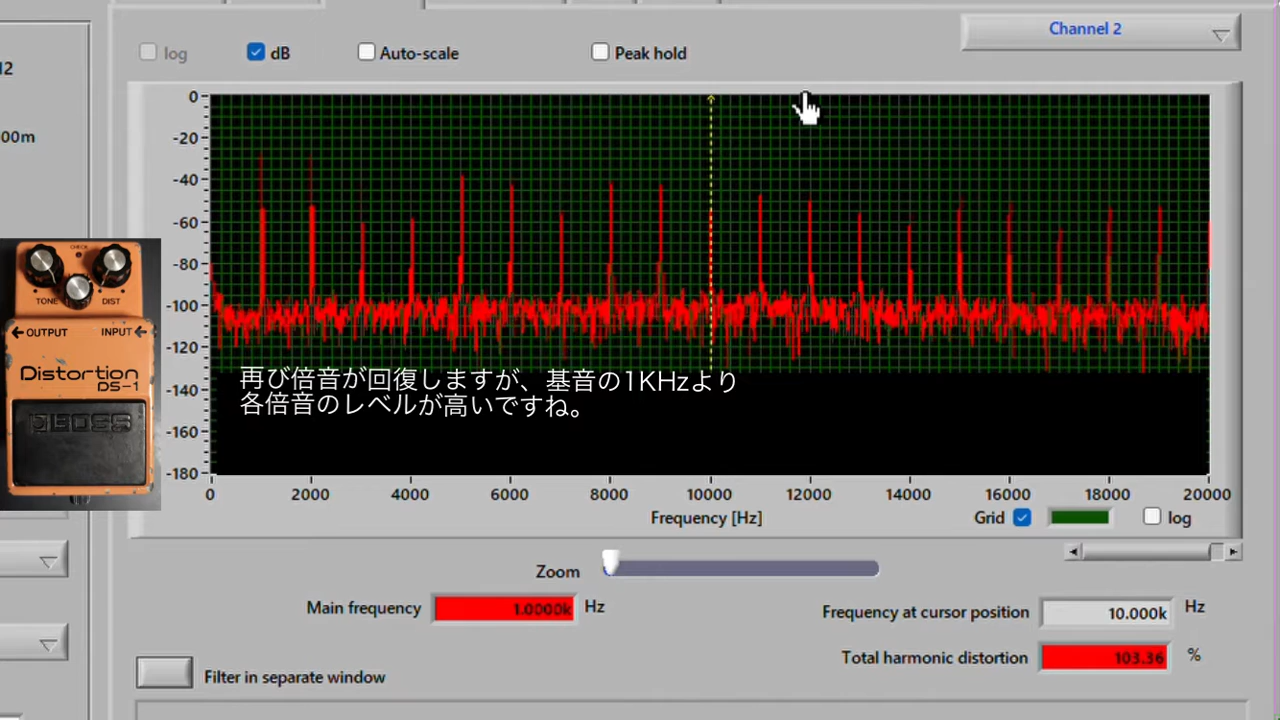 Channel 2
log
dB
Auto-scale
Peak hold
0
-20
-40
-60
-80
-100
-120
-140
-160
-180
0 2000 4000 6000 8000 10000 12000 14000 16000 18000 20000
Frequency [Hz]
Grid
log
再び倍音が回復しますが、基音の1KHzより
各倍音のレベルが高いですね。
CHECK
TONE
DIST
OUTPUT
INPUT
Distortion
DS-1
BOSS
00m
Zoom
Main frequency 1.0000k Hz
Frequency at cursor position 10.000k Hz
Total harmonic distortion 103.36 %
Filter in separate window